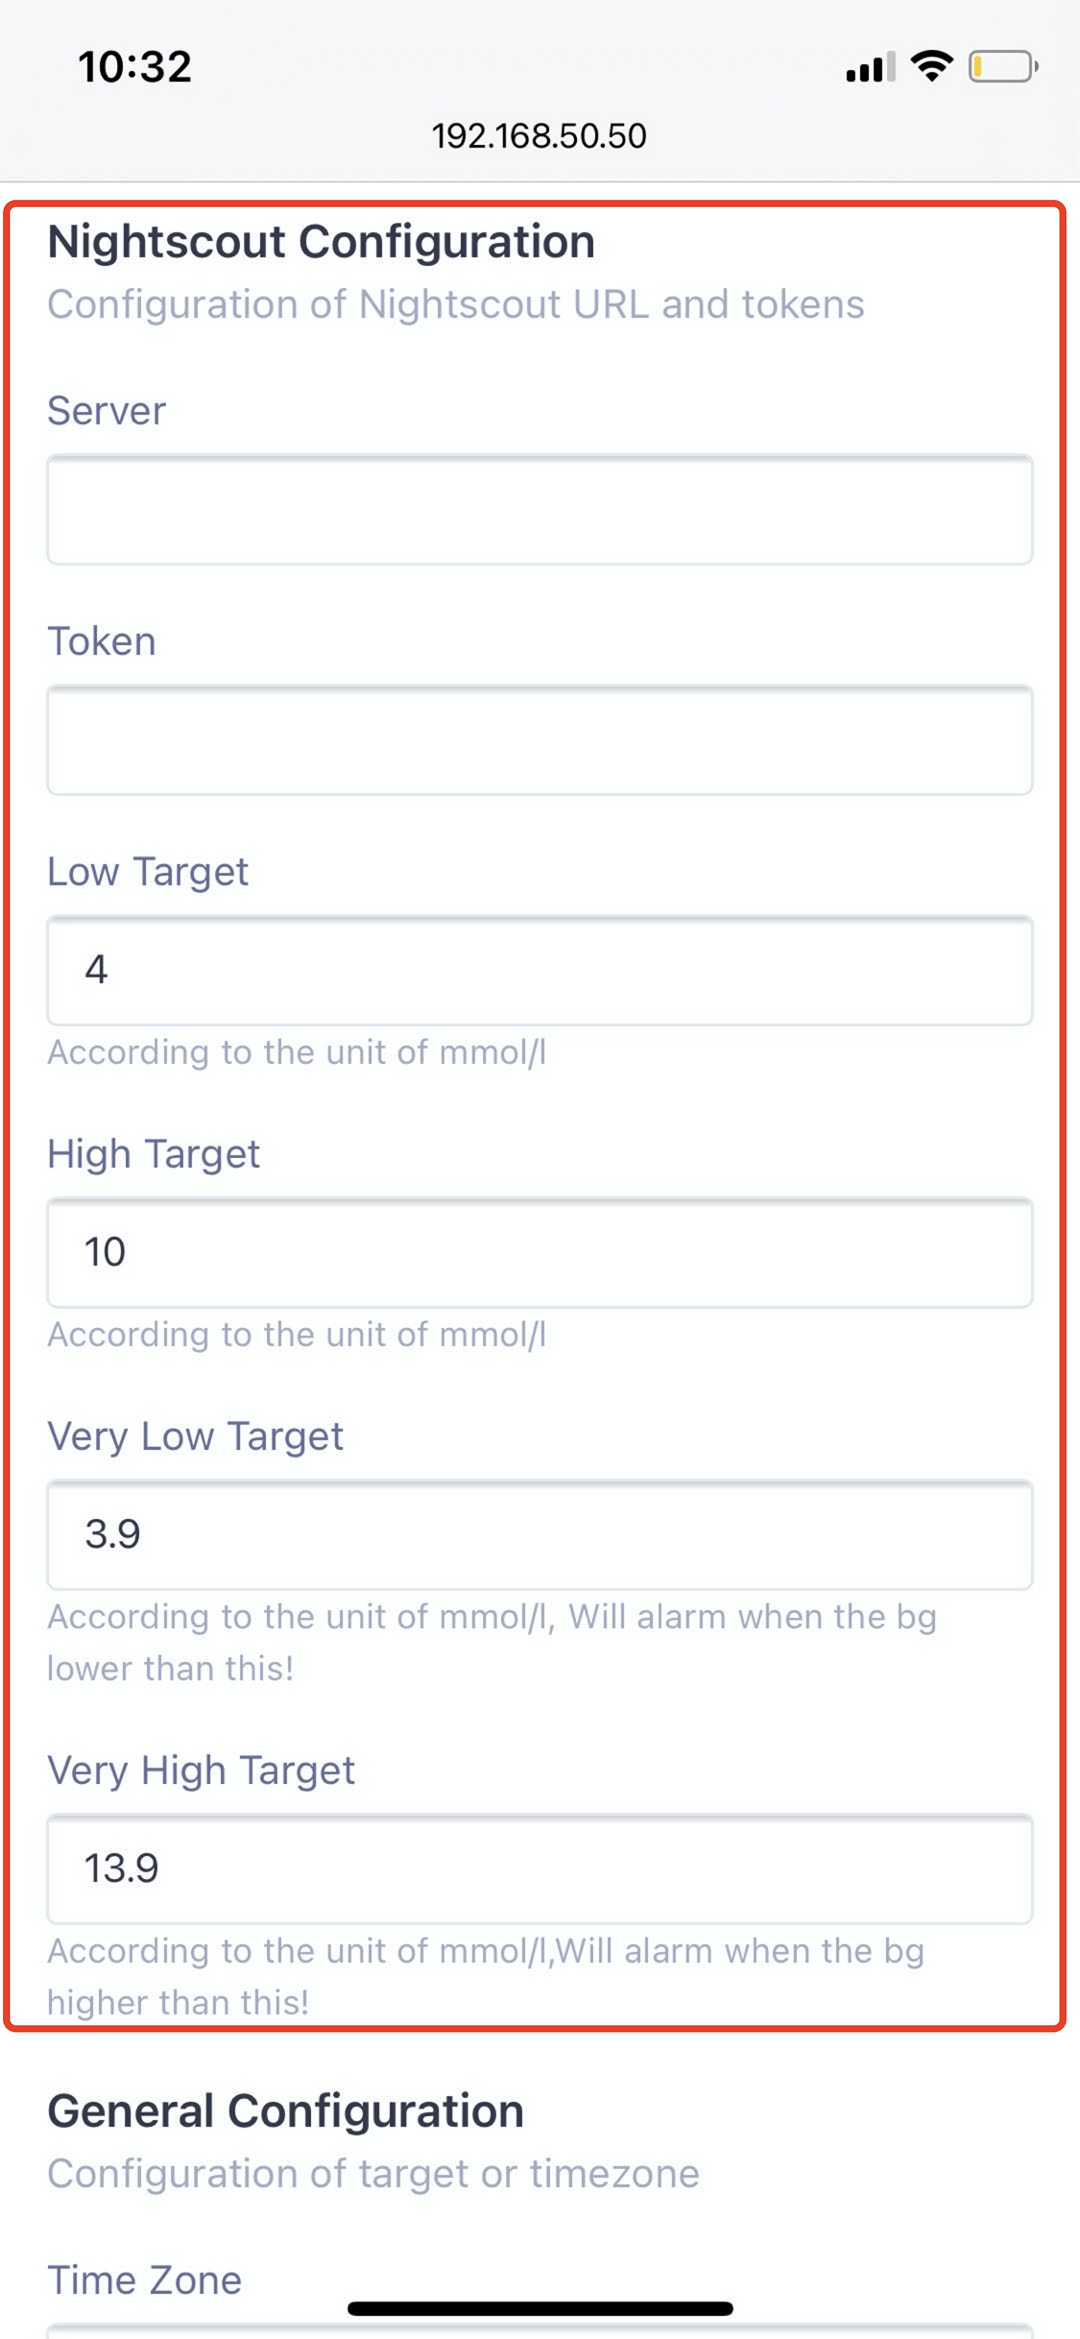 10:32
192.168.50.50
Nightscout Configuration
Configuration of Nightscout URL and tokens
Server
Token
Low Target
4
According to the unit of mmol/l
High Target
10
According to the unit of mmol/l
Very Low Target
3.9
According to the unit of mmol/l, Will alarm when the bg
lower than this!
Very High Target
13.9
According to the unit of mmol/l,Will alarm when the bg
higher than this!
General Configuration
Configuration of target or timezone
Time Zone